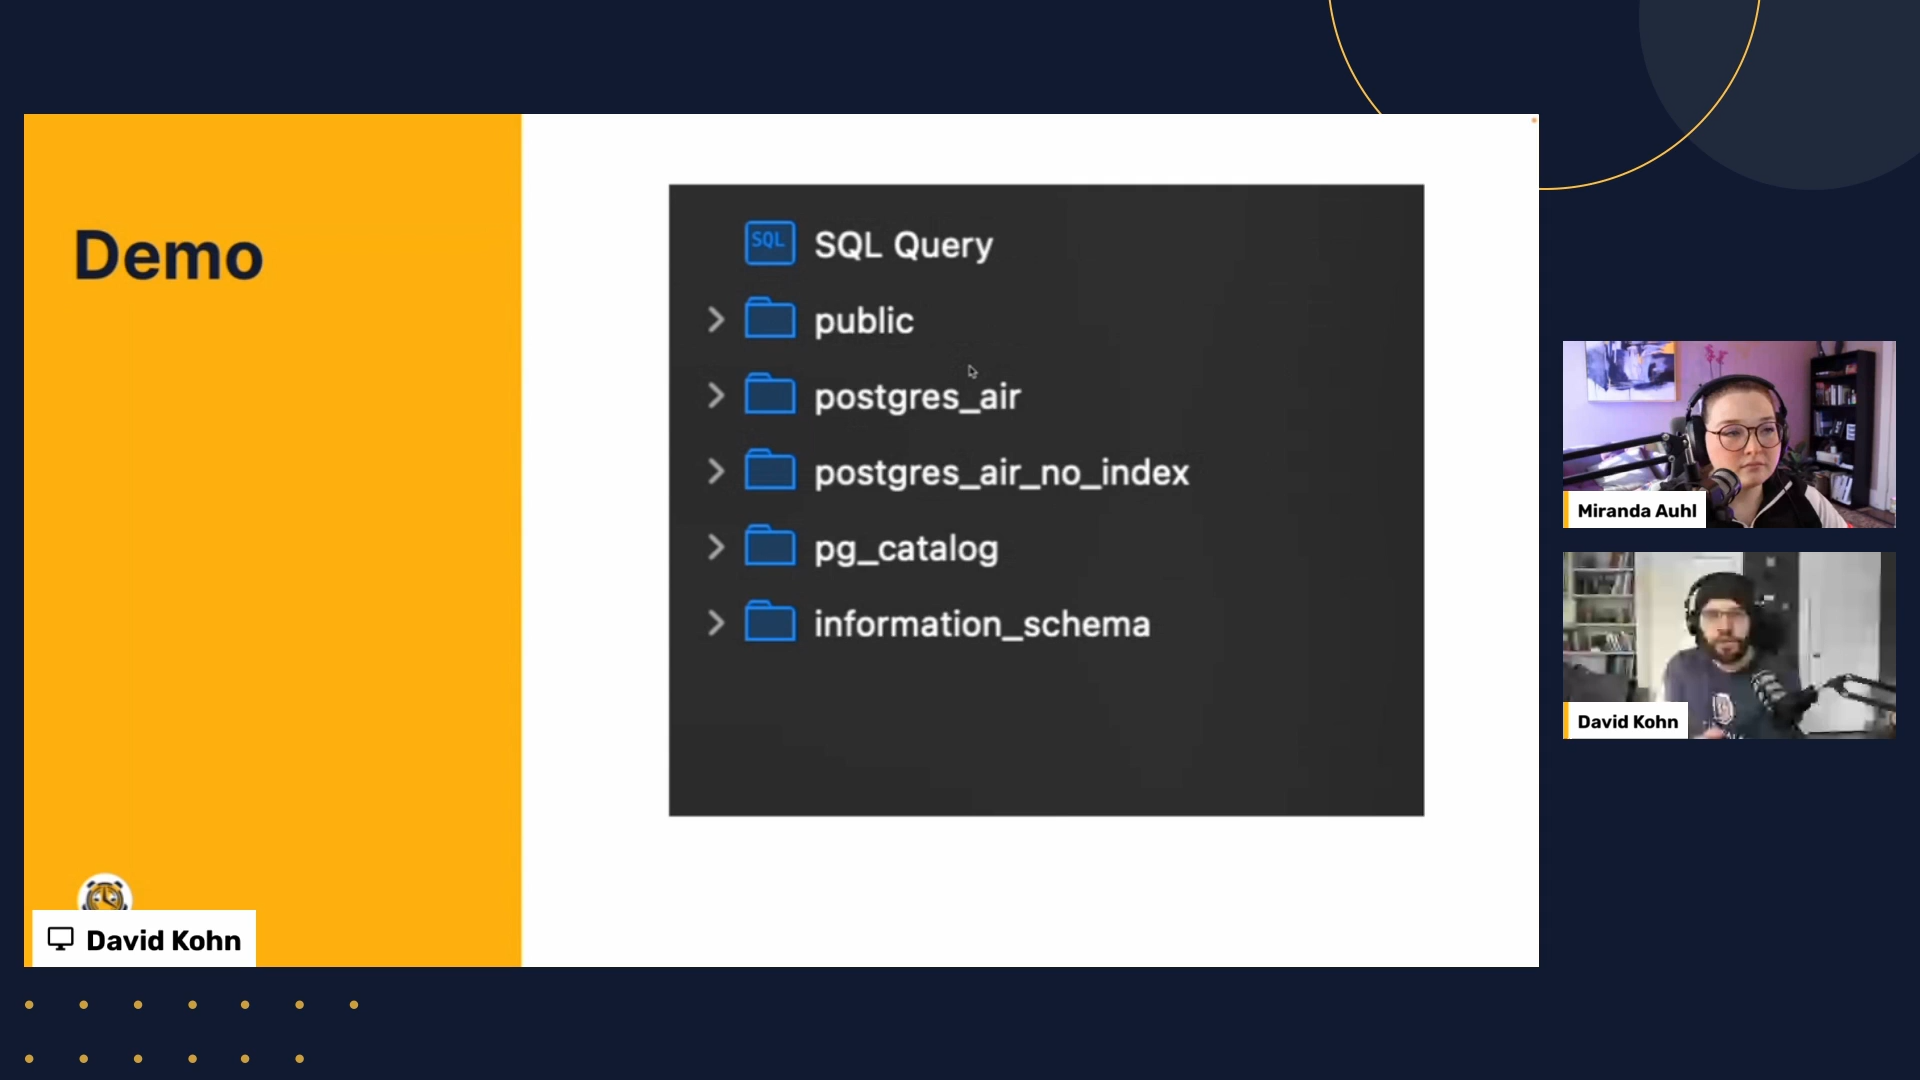 Demo
SQL
SQL Query
public
postgres_air
postgres_air_no_index
pg_catalog
information_schema
David Kohn
Miranda Auhl
David Kohn